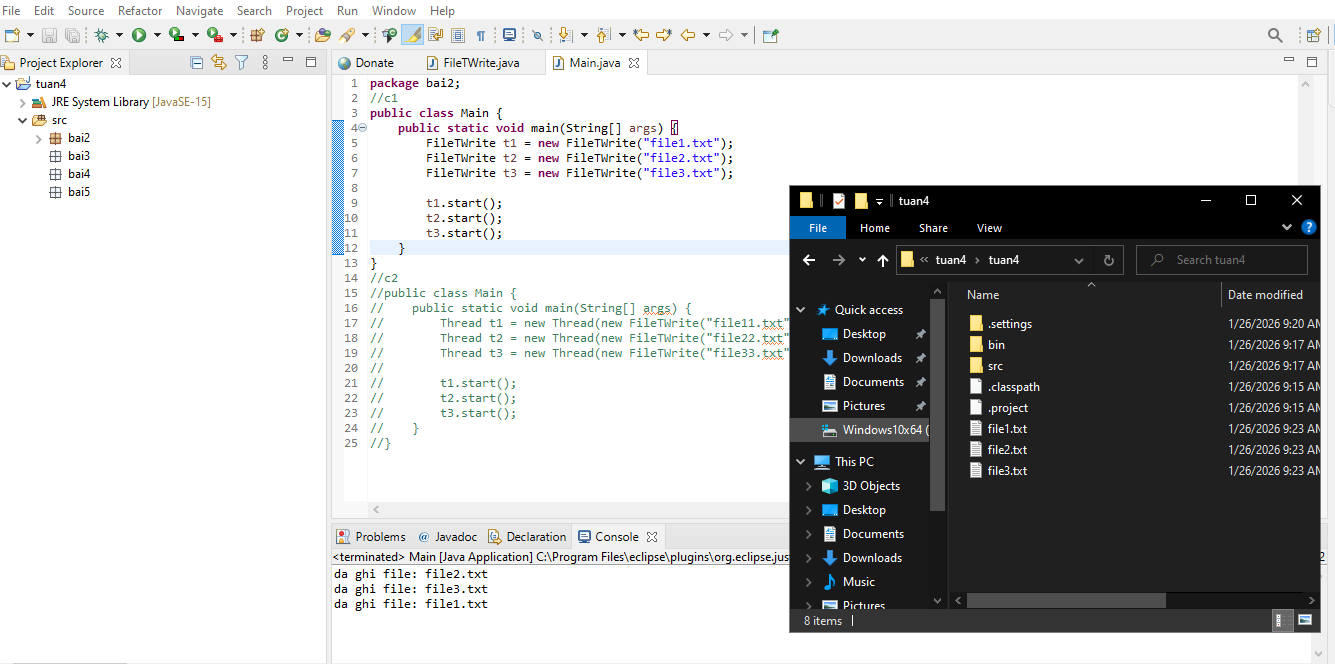 File Edit Source Refactor Navigate Search Project Run Window Help
Project Explorer
tuan4
JRE System Library [JavaSE-15]
src
bai2
bai3
bai4
bai5
Donate FileTWrite.java Main.java
1 package bai2;
2 //c1
3 public class Main {
4 public static void main(String[] args) {
5 FileTWrite t1 = new FileTWrite("file1.txt");
6 FileTWrite t2 = new FileTWrite("file2.txt");
7 FileTWrite t3 = new FileTWrite("file3.txt");
8
9 t1.start();
10 t2.start();
11 t3.start();
12 }
13 }
14 //c2
15 //public class Main {
16 // public static void main(String[] args) {
17 // Thread t1 = new Thread(new FileTWrite("file11.txt"
18 // Thread t2 = new Thread(new FileTWrite("file22.txt"
19 // Thread t3 = new Thread(new FileTWrite("file33.txt"
20 //
21 // t1.start();
22 // t2.start();
23 // t3.start();
24 // }
25 //}
Problems @ Javadoc Declaration Console
<terminated> Main [Java Application] C:\Program Files\eclipse\plugins\org.eclipse.jus
da ghi file: file2.txt
da ghi file: file3.txt
da ghi file: file1.txt
tuan4
File Home Share View
« tuan4 › tuan4
Search tuan4
Quick access
Desktop
Downloads
Documents
Pictures
Windows10x64 (
This PC
3D Objects
Desktop
Documents
Downloads
Music
Pictures
Name Date modified
.settings 1/26/2026 9:20 AM
bin 1/26/2026 9:17 AM
src 1/26/2026 9:17 AM
.classpath 1/26/2026 9:15 AM
.project 1/26/2026 9:15 AM
file1.txt 1/26/2026 9:23 AM
file2.txt 1/26/2026 9:23 AM
file3.txt 1/26/2026 9:23 AM
8 items